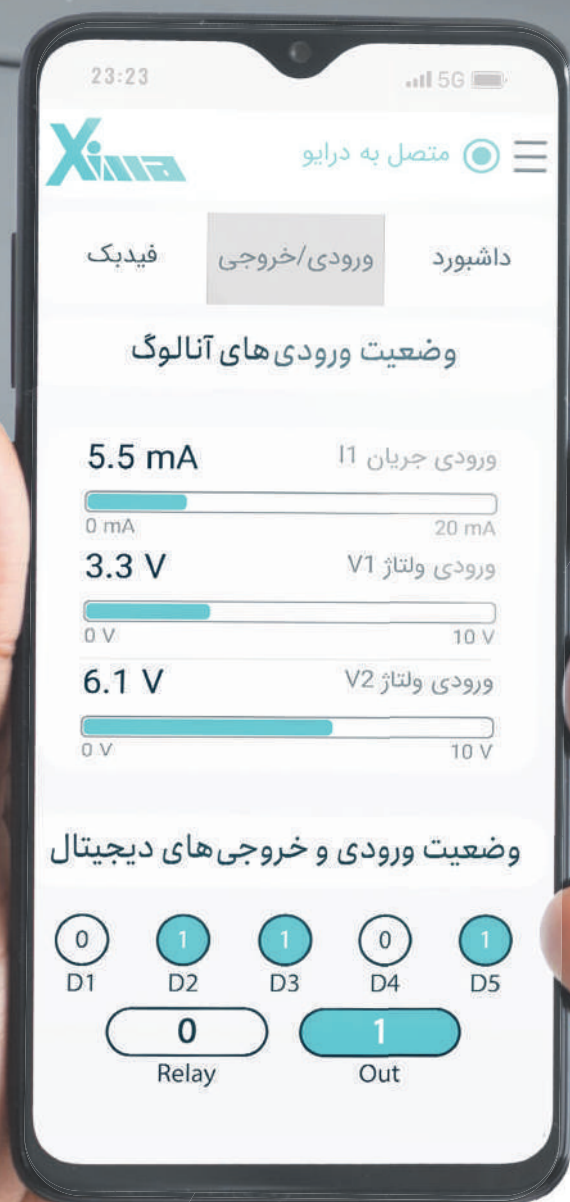 23:23 5G
Xima متصل به درایو
داشبورد ورودی/خروجی فیدبک
وضعیت ورودی‌های آنالوگ
ورودی جریان I1 5.5 mA
0 mA 20 mA
ورودی ولتاژ V1 3.3 V
0 V 10 V
ورودی ولتاژ V2 6.1 V
0 V 10 V
وضعیت ورودی و خروجی‌های دیجیتال
0 1 1 0 1
D1 D2 D3 D4 D5
0 1
Relay Out